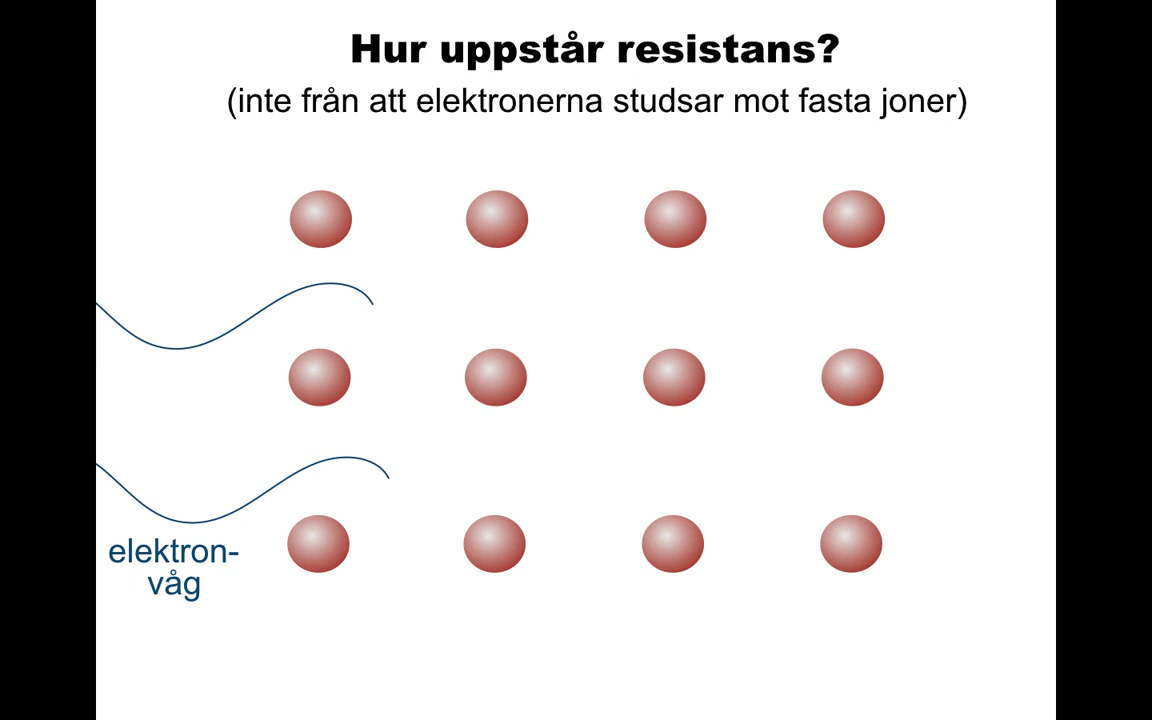 Hur uppstår resistans?
(inte från att elektronerna studsar mot fasta joner)
elektron-
våg